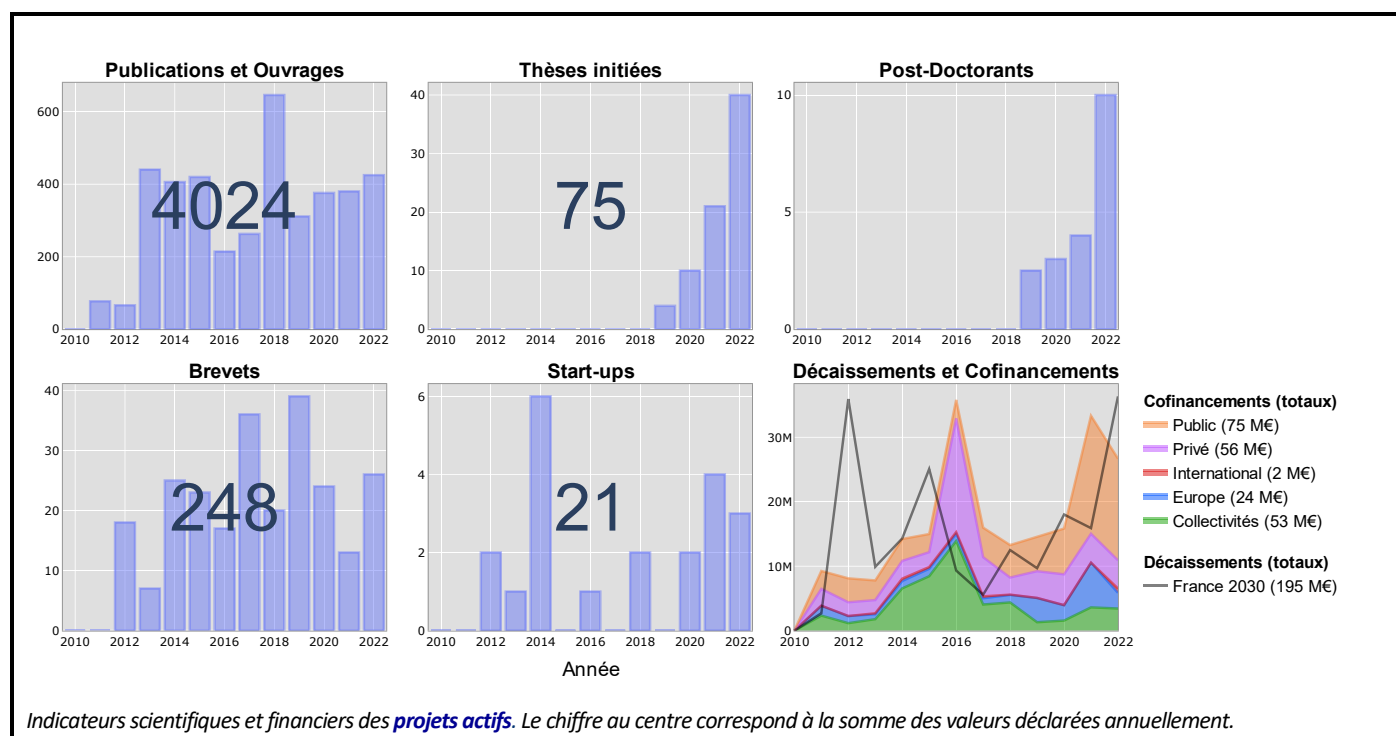 Publications et Ouvrages
600
400
200
0
4024
2010 2012 2014 2016 2018 2020 2022
Thèses initiées
40
30
20
10
0
75
2010 2012 2014 2016 2018 2020 2022
Post-Doctorants
10
5
0
2010 2012 2014 2016 2018 2020 2022
Brevets
40
30
20
10
0
248
2010 2012 2014 2016 2018 2020 2022
Start-ups
6
4
2
0
21
2010 2012 2014 2016 2018 2020 2022
Année
Décaissements et Cofinancements
30M
20M
10M
0
2010 2012 2014 2016 2018 2020 2022
Cofinancements (totaux)
Public (75 M€)
Privé (56 M€)
International (2 M€)
Europe (24 M€)
Collectivités (53 M€)
Décaissements (totaux)
France 2030 (195 M€)
Indicateurs scientifiques et financiers des projets actifs. Le chiffre au centre correspond à la somme des valeurs déclarées annuellement.